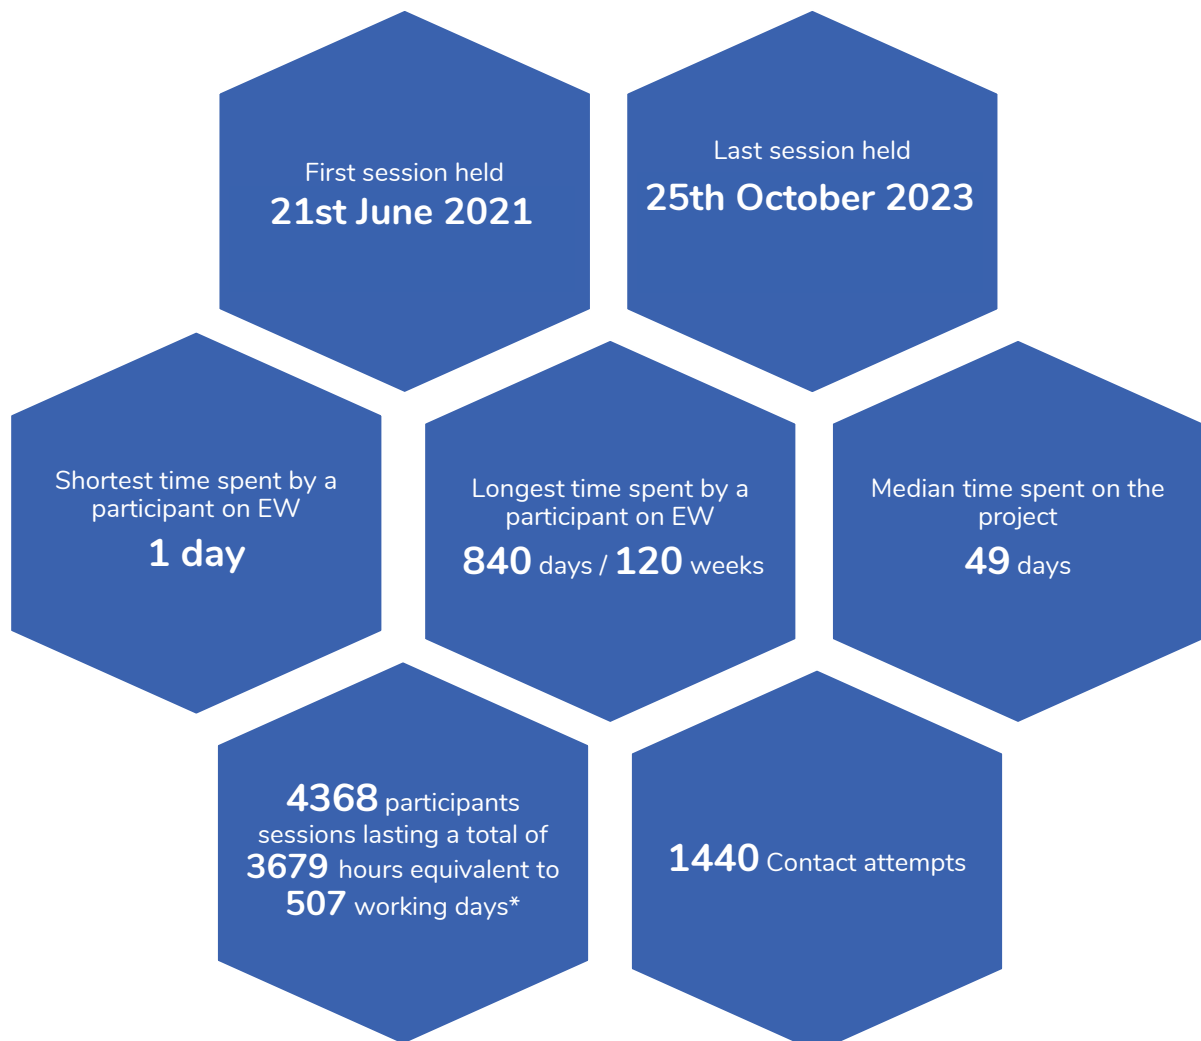 First session held
21st June 2021
Last session held
25th October 2023
Shortest time spent by a
participant on EW
1 day
Longest time spent by a
participant on EW
840 days / 120 weeks
Median time spent on the
project
49 days
4368 participants
sessions lasting a total of
3679 hours equivalent to
507 working days*
1440 Contact attempts